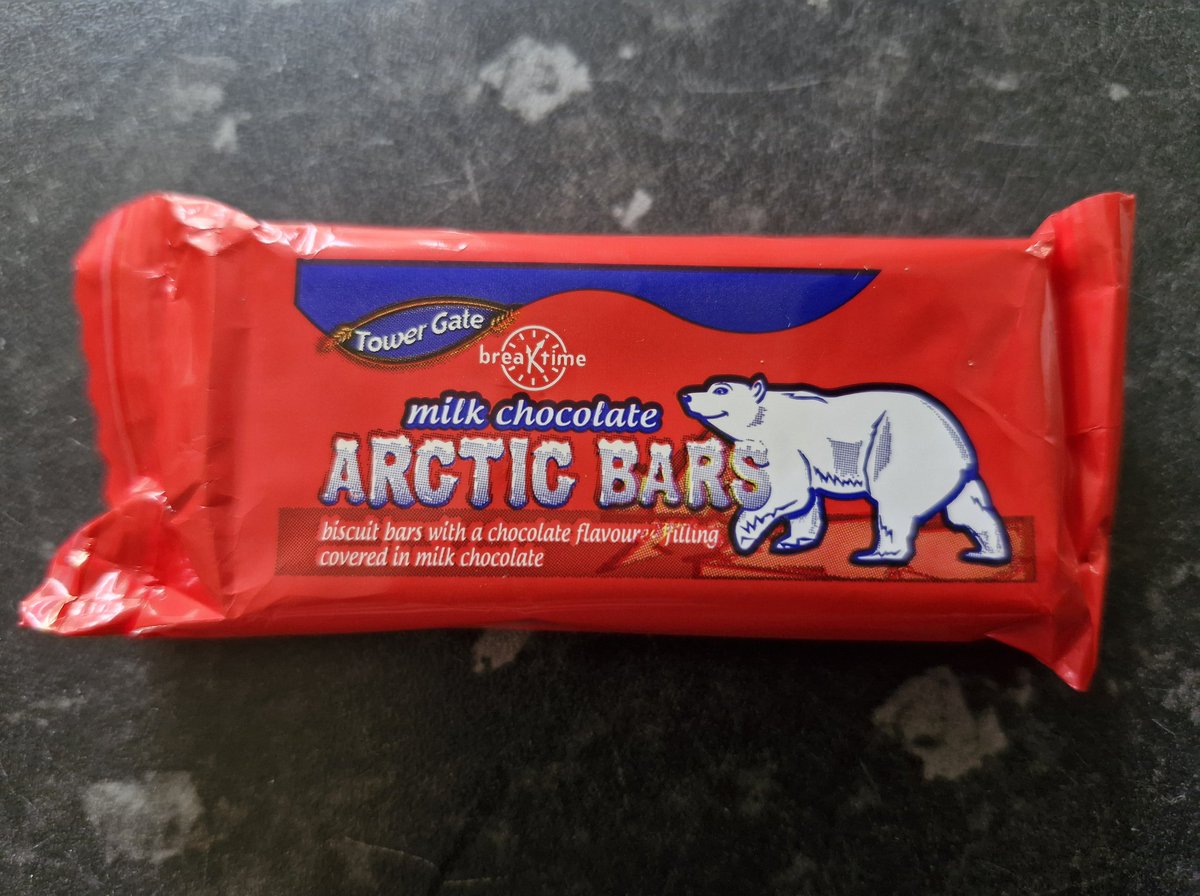 Tower Gate
breaktime
milk chocolate
ARCTIC BARS
biscuit bars with a chocolate flavoured filling
covered in milk chocolate